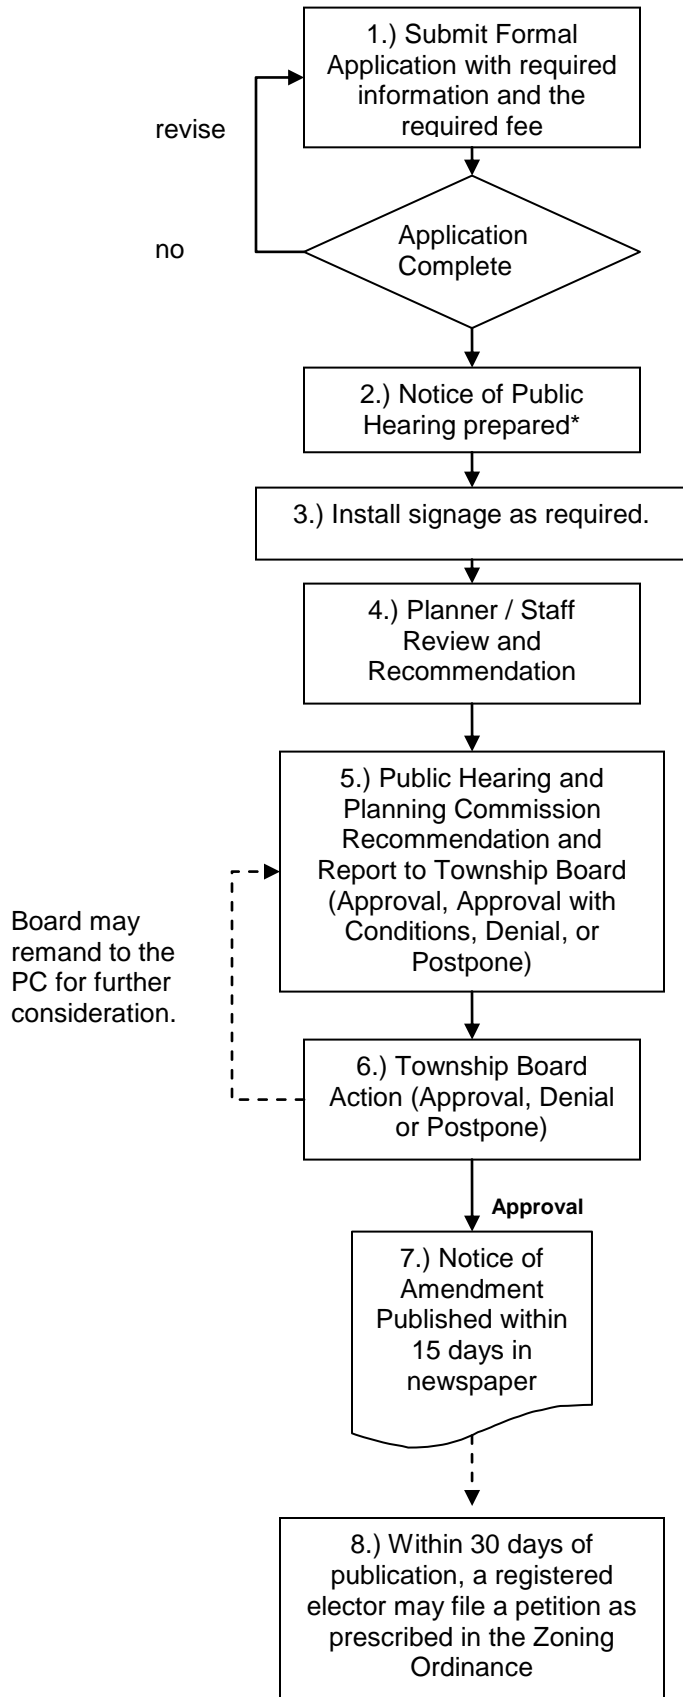 1.) Submit Formal
Application with required
information and the
required fee
revise
no
Application
Complete
2.) Notice of Public
Hearing prepared*
3.) Install signage as required.
4.) Planner / Staff
Review and
Recommendation
5.) Public Hearing and
Planning Commission
Recommendation and
Report to Township Board
(Approval, Approval with
Conditions, Denial, or
Postpone)
Board may
remand to the
PC for further
consideration.
6.) Township Board
Action (Approval, Denial
or Postpone)
Approval
7.) Notice of
Amendment
Published within
15 days in
newspaper
8.) Within 30 days of
publication, a registered
elector may file a petition as
prescribed in the Zoning
Ordinance